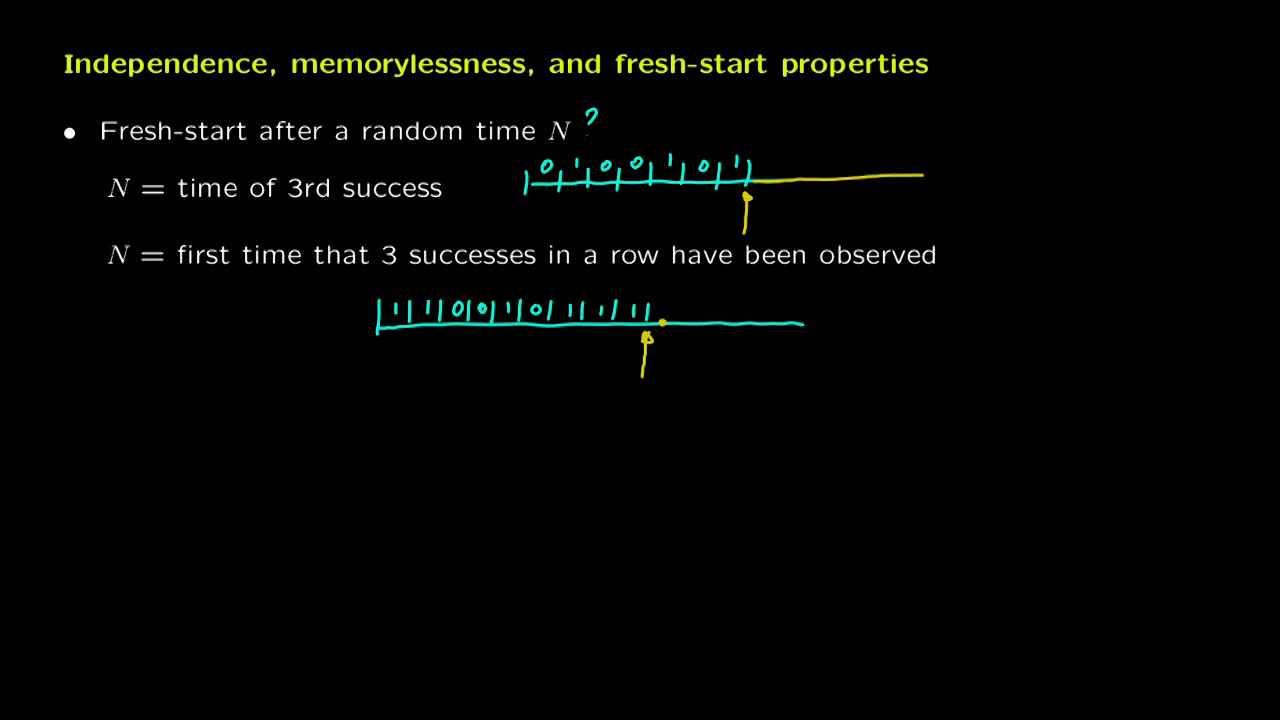 Independence, memorylessness, and fresh-start properties
• Fresh-start after a random time N ?
0 1 0 0 1 0 1
N = time of 3rd success
N = first time that 3 successes in a row have been observed
|1|1|0|0|1|0|1|1|1|